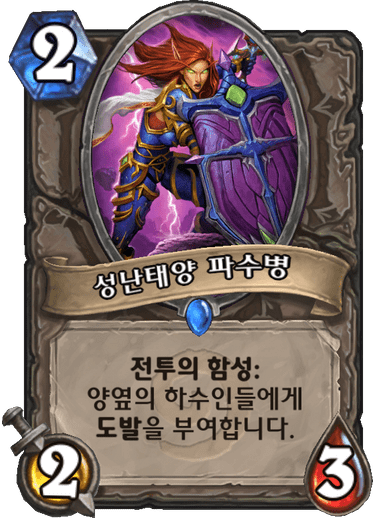 2
성난태양 파수병
전투의 함성:
양옆의 하수인들에게
도발을 부여합니다.
2
3